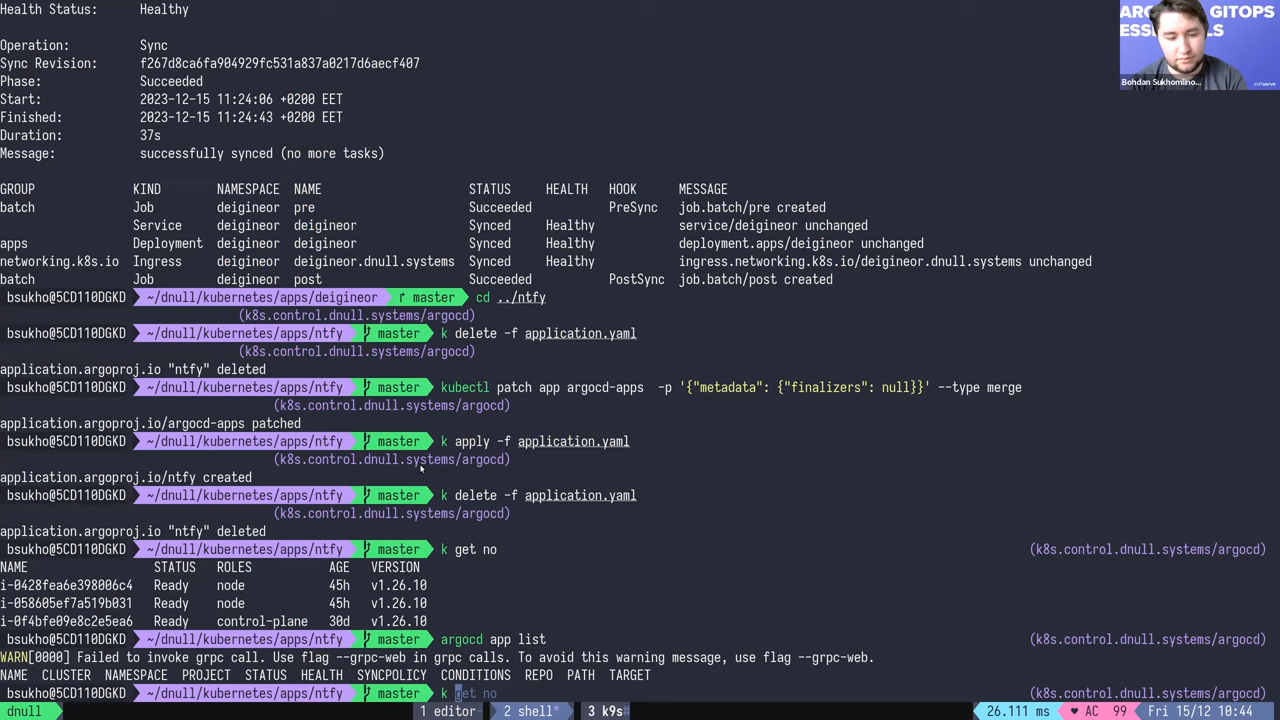 Health Status:     Healthy
Operation:          Sync
Sync Revision:      f267d8ca6fa904929fc531a837a0217d6aecf407
Phase:              Succeeded
Start:              2023-12-15 11:24:06 +0200 EET
Finished:           2023-12-15 11:24:43 +0200 EET
Duration:           37s
Message:            successfully synced (no more tasks)
GROUP              KIND        NAMESPACE  NAME                    STATUS     HEALTH   HOOK      MESSAGE
batch              Job         deigineor  pre                     Succeeded           PreSync   job.batch/pre created
Service     deigineor  deigineor               Synced     Healthy            service/deigineor unchanged
apps               Deployment  deigineor  deigineor               Synced     Healthy            deployment.apps/deigineor unchanged
networking.k8s.io  Ingress     deigineor  deigineor.dnull.systems  Synced     Healthy            ingress.networking.k8s.io/deigineor.dnull.systems unchanged
batch              Job         deigineor  post                    Succeeded           PostSync  job.batch/post created
bsukho@5CD110DGKD ~/dnull/kubernetes/apps/deigineor master cd ../ntfy
(k8s.control.dnull.systems/argocd)
bsukho@5CD110DGKD ~/dnull/kubernetes/apps/ntfy master k delete -f application.yaml
(k8s.control.dnull.systems/argocd)
application.argoproj.io "ntfy" deleted
bsukho@5CD110DGKD ~/dnull/kubernetes/apps/ntfy master kubectl patch app argocd-apps  -p '{"metadata": {"finalizers": null}}' --type merge
(k8s.control.dnull.systems/argocd)
application.argoproj.io/argocd-apps patched
bsukho@5CD110DGKD ~/dnull/kubernetes/apps/ntfy master k apply -f application.yaml
(k8s.control.dnull.systems/argocd)
application.argoproj.io/ntfy created
bsukho@5CD110DGKD ~/dnull/kubernetes/apps/ntfy master k delete -f application.yaml
(k8s.control.dnull.systems/argocd)
application.argoproj.io "ntfy" deleted
bsukho@5CD110DGKD ~/dnull/kubernetes/apps/ntfy master k get no (k8s.control.dnull.systems/argocd)
NAME                  STATUS   ROLES           AGE   VERSION
i-0428fea6e398006c4   Ready    node            45h   v1.26.10
i-058605ef7a519b031   Ready    node            45h   v1.26.10
i-0f4bfe09e8c2e5ea6   Ready    control-plane   30d   v1.26.10
bsukho@5CD110DGKD ~/dnull/kubernetes/apps/ntfy master argocd app list (k8s.control.dnull.systems/argocd)
WARN[0000] Failed to invoke grpc call. Use flag --grpc-web in grpc calls. To avoid this warning message, use flag --grpc-web.
NAME  CLUSTER  NAMESPACE  PROJECT  STATUS  HEALTH  SYNCPOLICY  CONDITIONS  REPO  PATH  TARGET
bsukho@5CD110DGKD ~/dnull/kubernetes/apps/ntfy master k get no (k8s.control.dnull.systems/argocd)
dnull 1 editor- 2 shell* 3 k9s# 26.111 ms ♥ AC 99 Fri 15/12 10:44
GITOPS
Bohdan Sukhomlino...
softserve